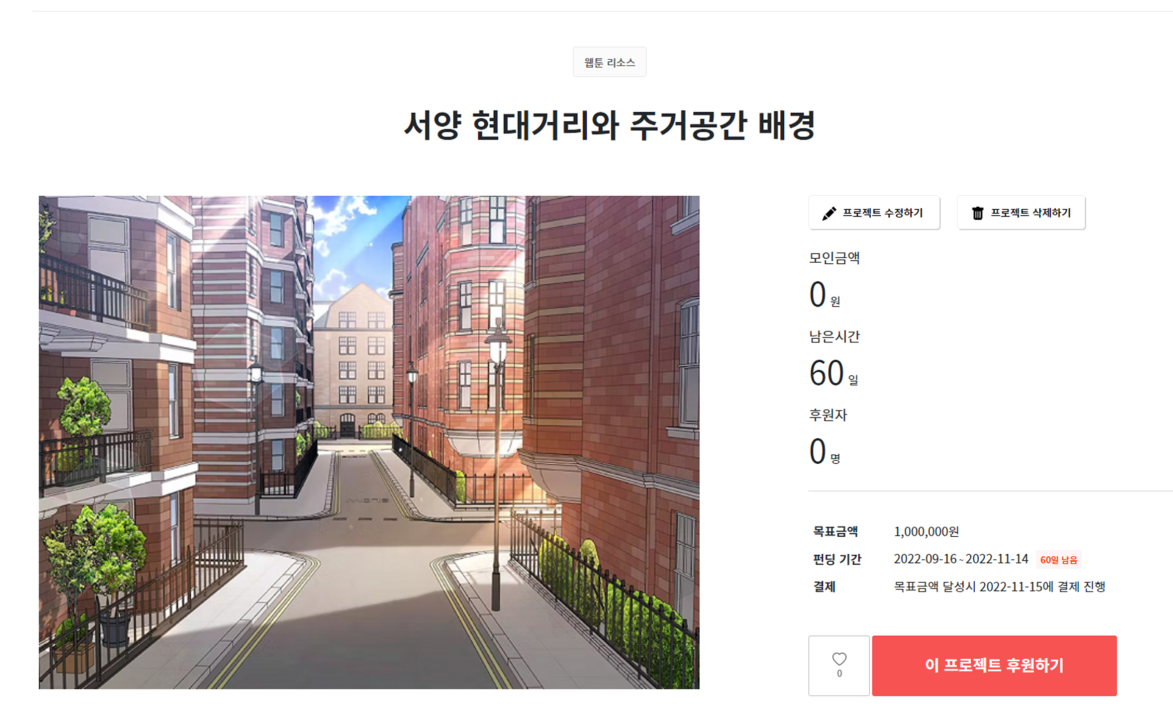 웹툰 리소스
서양 현대거리와 주거공간 배경
프로젝트 수정하기
프로젝트 삭제하기
모인금액
0 원
남은시간
60 일
후원자
0 명
목표금액 1,000,000원
펀딩 기간 2022-09-16 ~ 2022-11-14 60일 남음
결제 목표금액 달성시 2022-11-15에 결제 진행
0
이 프로젝트 후원하기